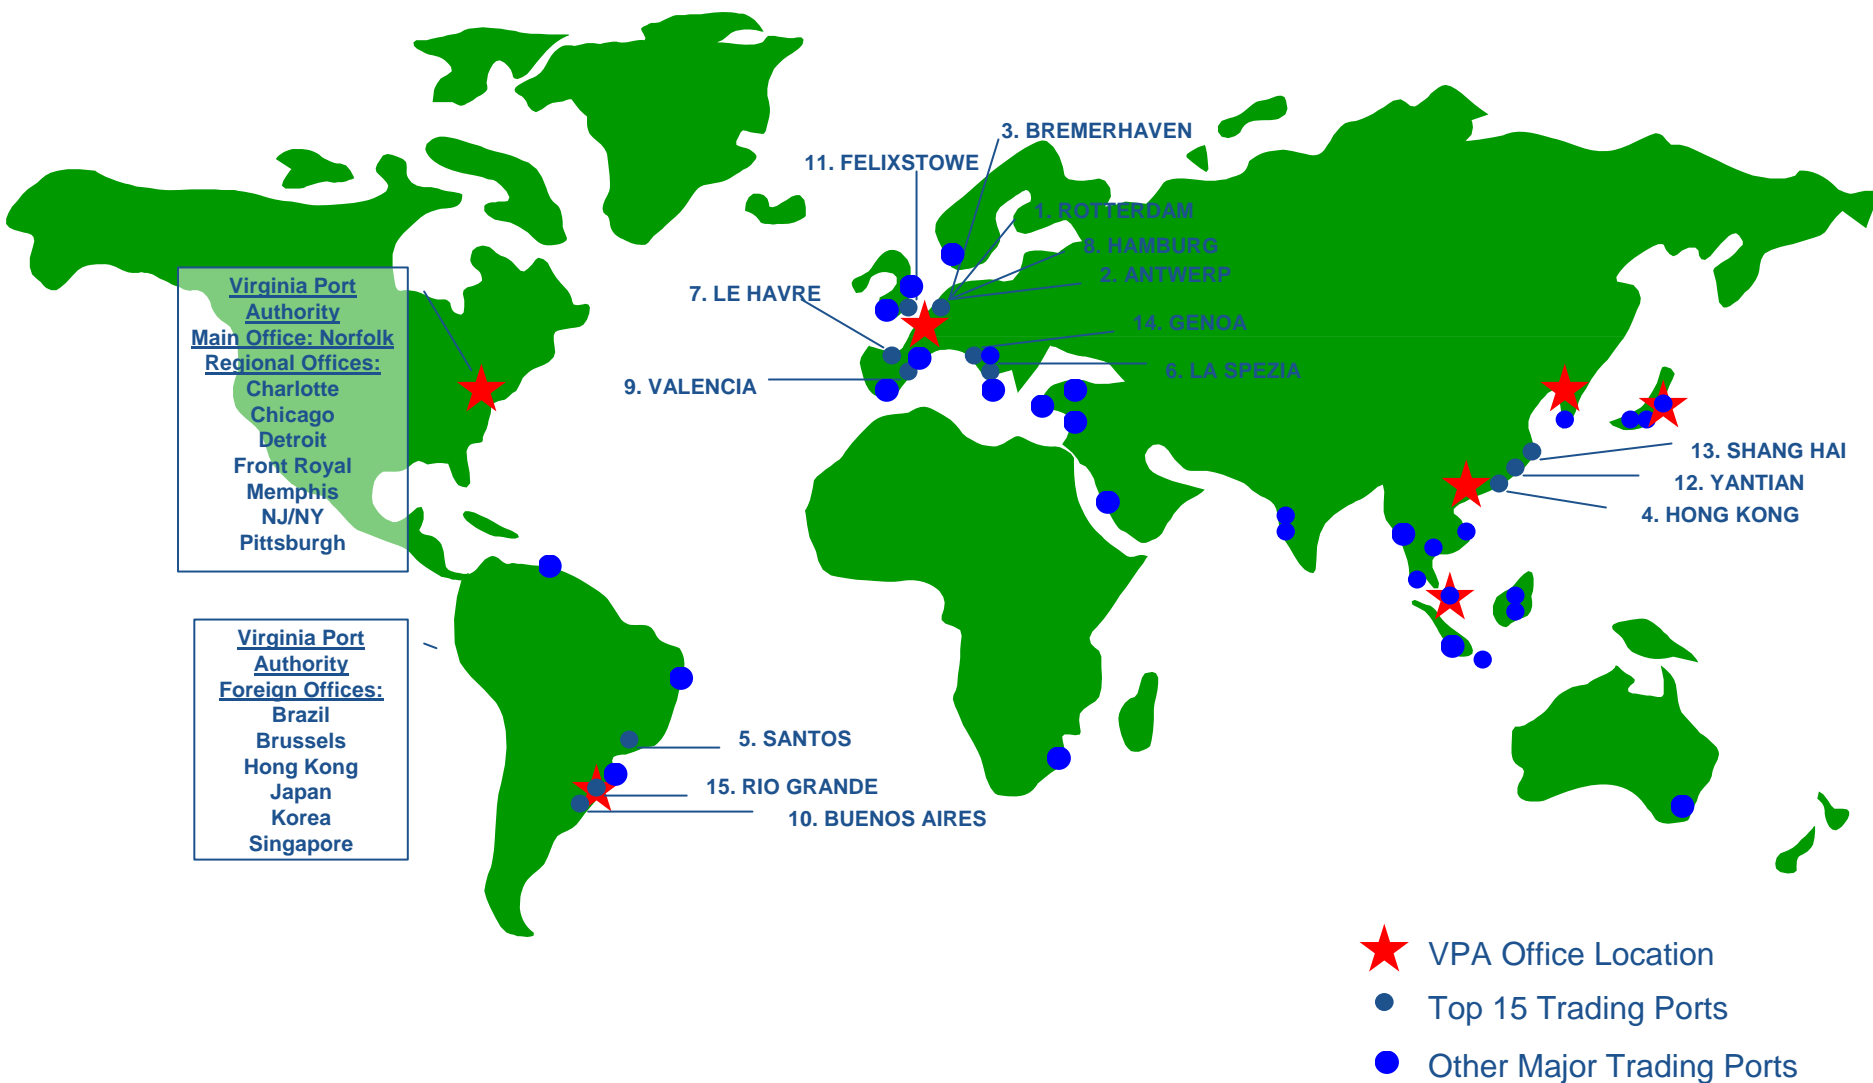 3. BREMERHAVEN
11. FELIXSTOWE
1. ROTTERDAM
8. HAMBURG
2. ANTWERP
7. LE HAVRE
14. GENOA
6. LA SPEZIA
9. VALENCIA
Virginia Port
Authority
Main Office: Norfolk
Regional Offices:
Charlotte
Chicago
Detroit
Front Royal
Memphis
NJ/NY
Pittsburgh
13. SHANG HAI
12. YANTIAN
4. HONG KONG
Virginia Port
Authority
Foreign Offices:
Brazil
Brussels
Hong Kong
Japan
Korea
Singapore
5. SANTOS
15. RIO GRANDE
10. BUENOS AIRES
VPA Office Location
Top 15 Trading Ports
Other Major Trading Ports